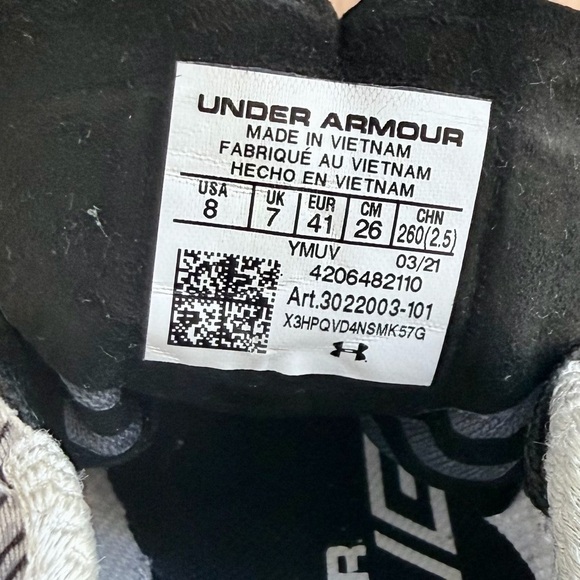 UNDER ARMOUR
MADE IN VIETNAM
FABRIQUÉ AU VIETNAM
HECHO EN VIETNAM
USA UK EUR CM CHN
8 7 41 26 260(2.5)
YMUV 03/21
4206482110
Art.3022003-101
X3HPQVD4NSMK57G